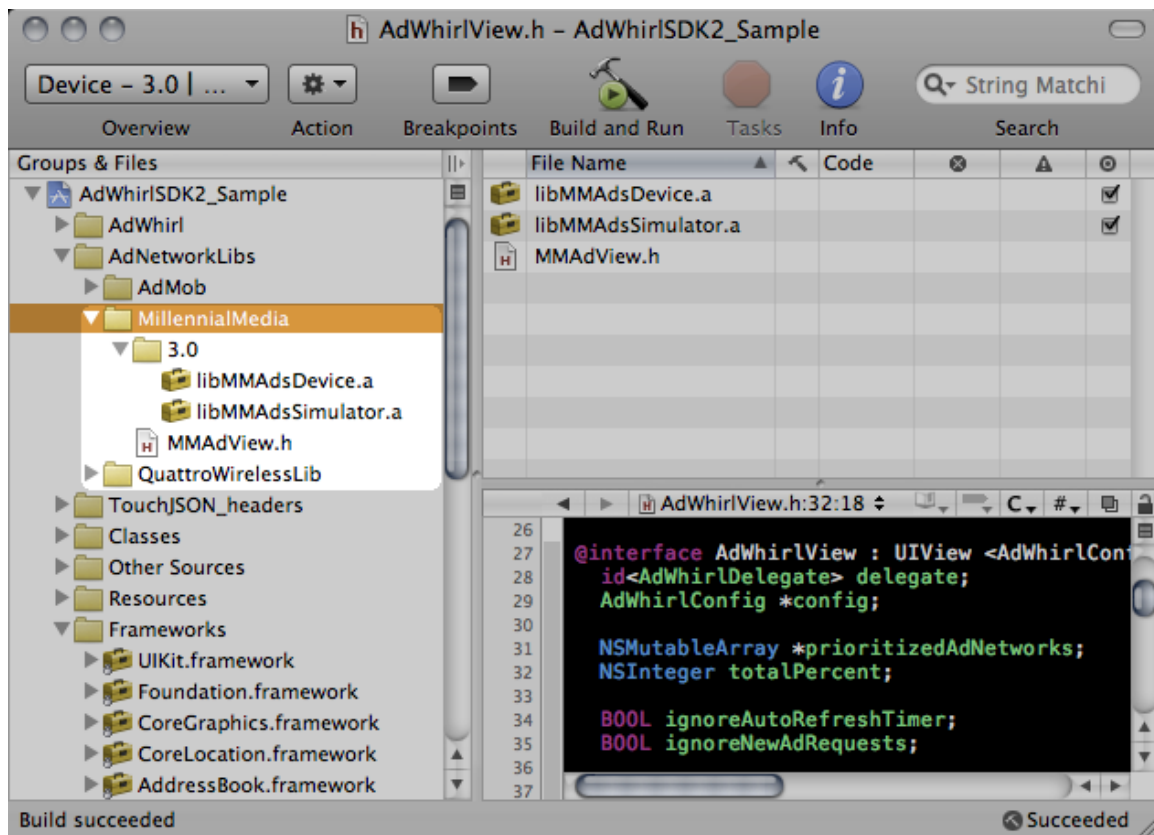 AdWhirlView.h – AdWhirlSDK2_Sample
Device – 3.0 | ...
String Matchi
Overview
Action
Breakpoints
Build and Run
Tasks
Info
Search
Groups & Files
AdWhirlSDK2_Sample
AdWhirl
AdNetworkLibs
AdMob
MillennialMedia
3.0
libMMAdsDevice.a
libMMAdsSimulator.a
MMAdView.h
QuattroWirelessLib
TouchJSON_headers
Classes
Other Sources
Resources
Frameworks
UIKit.framework
Foundation.framework
CoreGraphics.framework
CoreLocation.framework
AddressBook.framework
File Name
Code
libMMAdsDevice.a
libMMAdsSimulator.a
MMAdView.h
AdWhirlView.h:32:18
C
#
26
27 @interface AdWhirlView : UIView <AdWhirlConf
28 id<AdWhirlDelegate> delegate;
29 AdWhirlConfig *config;
30
31 NSMutableArray *prioritizedAdNetworks;
32 NSInteger totalPercent;
33
34 BOOL ignoreAutoRefreshTimer;
35 BOOL ignoreNewAdRequests;
36
37
Build succeeded
Succeeded